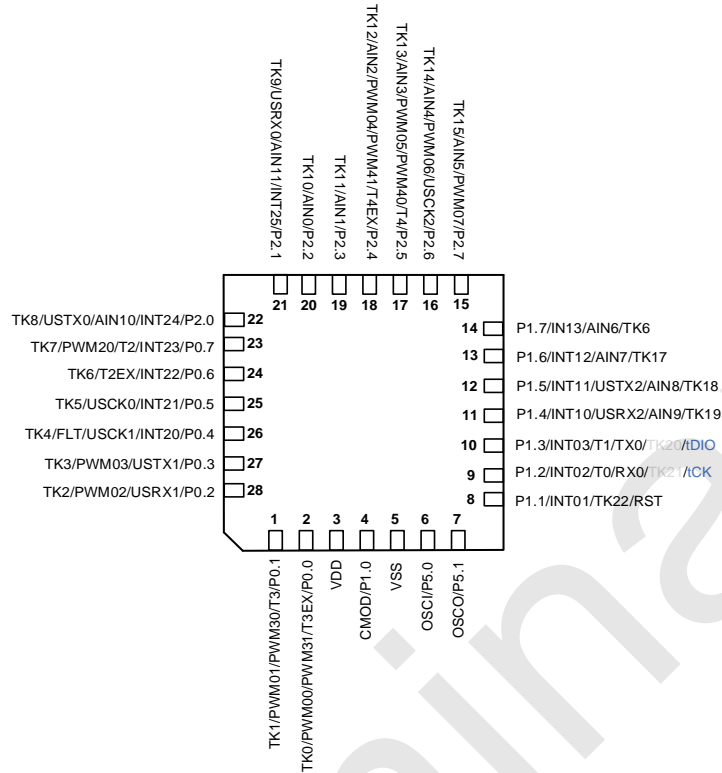 TK9/USRX0/AIN11/INT25/P2.1
TK10/AIN0/P2.2
TK11/AIN1/P2.3
TK12/AIN2/PWM04/PWM41/T4EX/P2.4
TK13/AIN3/PWM05/PWM40/T4/P2.5
TK14/AIN4/PWM06/USCK2/P2.6
TK15/AIN5/PWM07/P2.7
21 20 19 18 17 16 15
TK8/USTX0/AIN10/INT24/P2.0 22
TK7/PWM20/T2/INT23/P0.7 23
TK6/T2EX/INT22/P0.6 24
TK5/USCK0/INT21/P0.5 25
TK4/FLT/USCK1/INT20/P0.4 26
TK3/PWM03/USTX1/P0.3 27
TK2/PWM02/USRX1/P0.2 28
14 P1.7/IN13/AIN6/TK6
13 P1.6/INT12/AIN7/TK17
12 P1.5/INT11/USTX2/AIN8/TK18
11 P1.4/INT10/USRX2/AIN9/TK19
10 P1.3/INT03/T1/TX0/TK20/tDIO
9 P1.2/INT02/T0/RX0/TK21/tCK
8 P1.1/INT01/TK22/RST
1 2 3 4 5 6 7
TK1/PWM01/PWM30/T3/P0.1
TK0/PWM00/PWM31/T3EX/P0.0
VDD
CMOD/P1.0
VSS
OSCI/P5.0
OSCO/P5.1